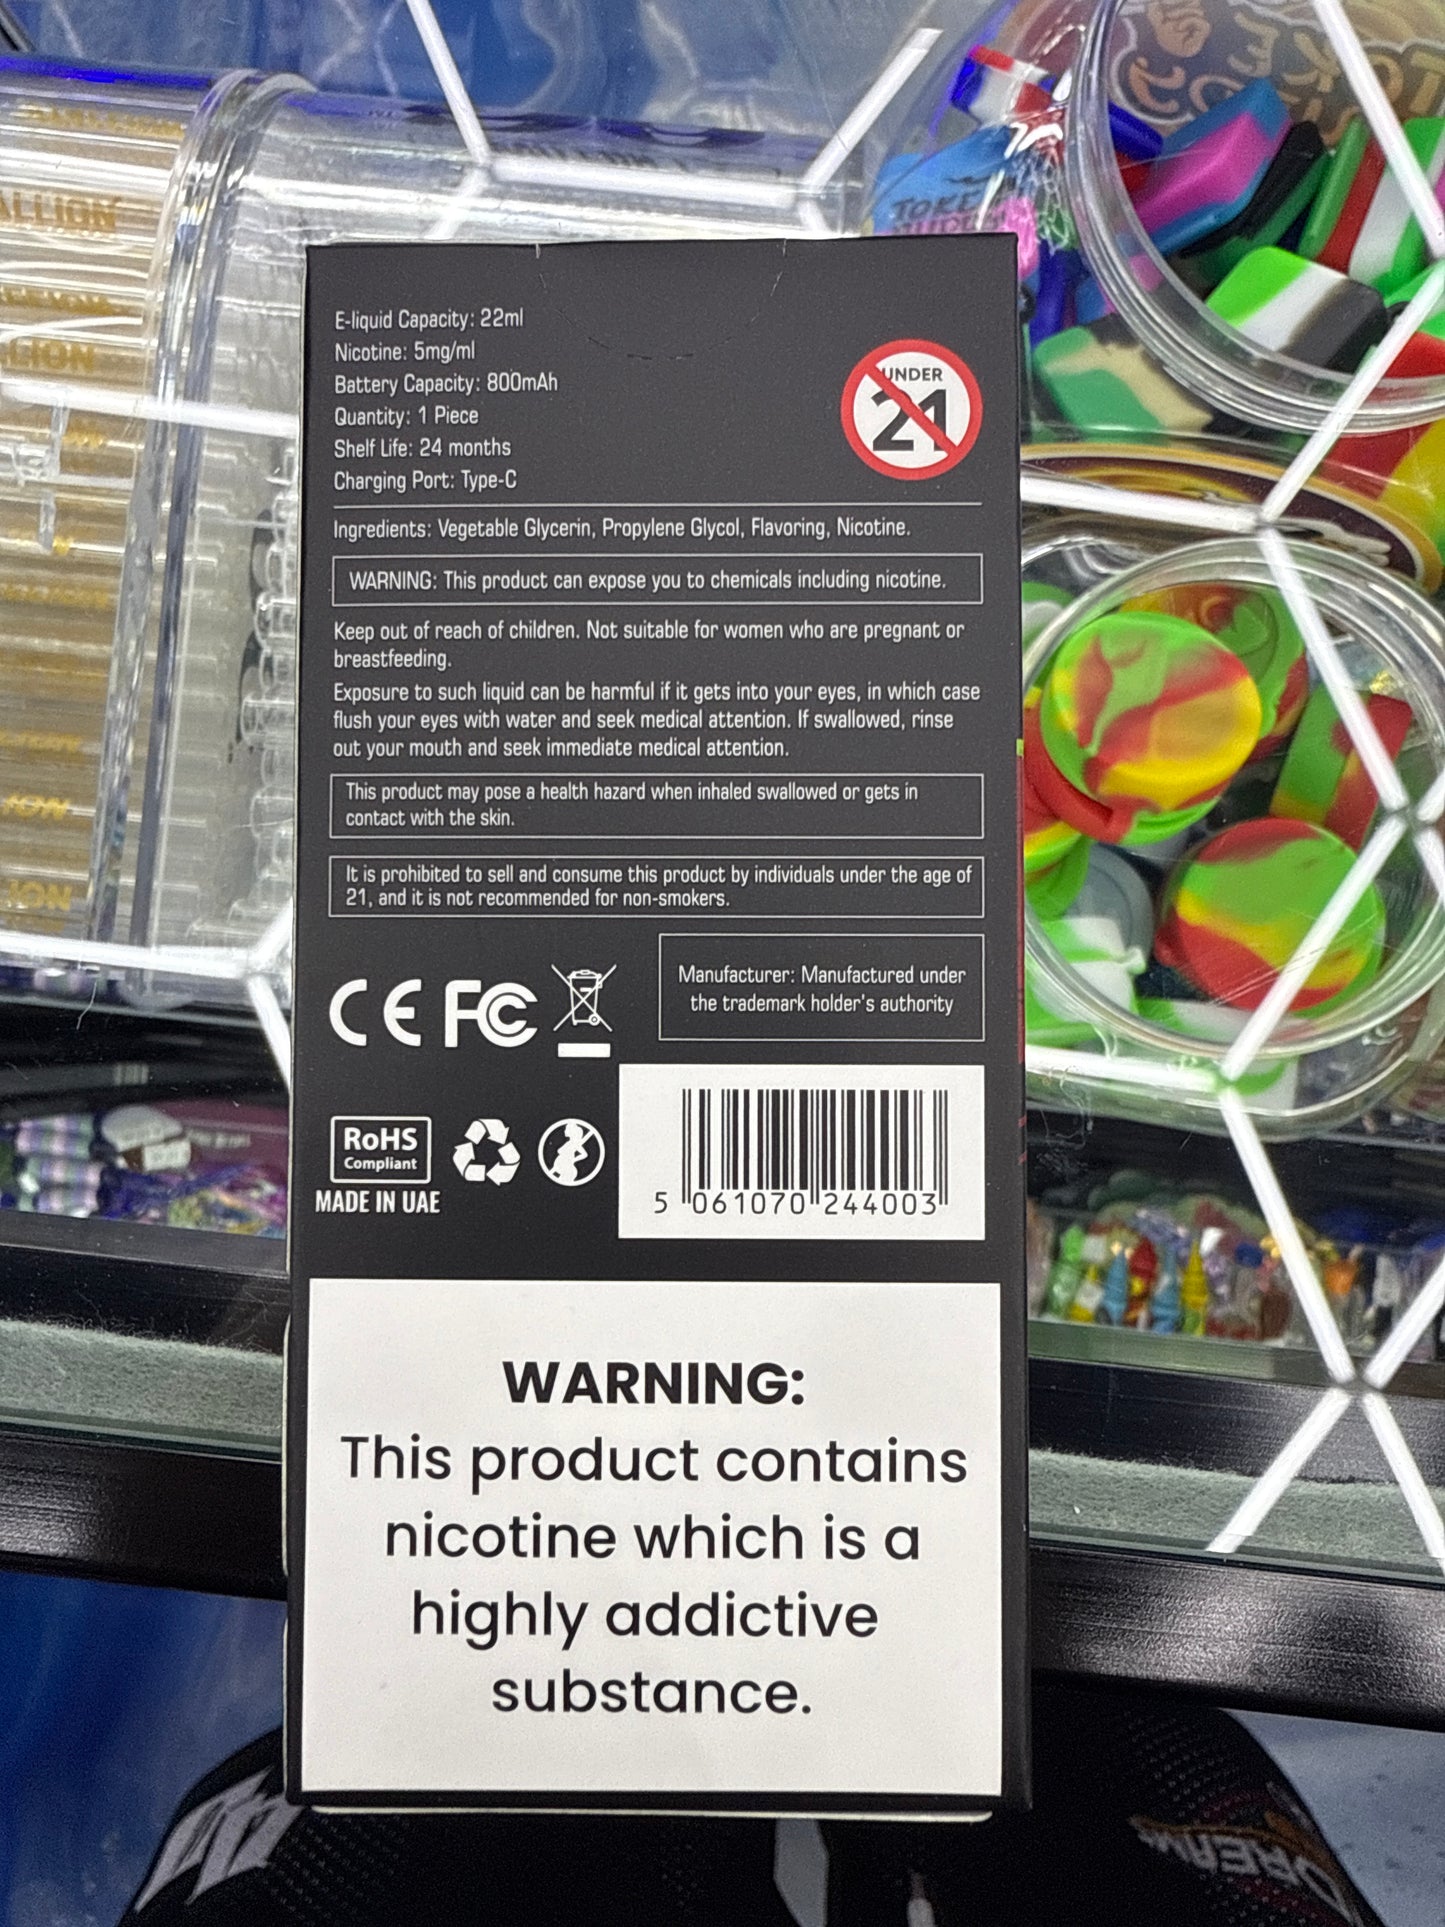 TOKE
E-liquid Capacity: 22ml
Nicotine: 5mg/ml
Battery Capacity: 800mAh
Quantity: 1 Piece
Shelf Life: 24 months
Charging Port: Type-C
UNDER
21
Ingredients: Vegetable Glycerin, Propylene Glycol, Flavoring, Nicotine.
WARNING: This product can expose you to chemicals including nicotine.
Keep out of reach of children. Not suitable for women who are pregnant or
breastfeeding.
Exposure to such liquid can be harmful if it gets into your eyes, in which case
flush your eyes with water and seek medical attention. If swallowed, rinse
out your mouth and seek immediate medical attention.
This product may pose a health hazard when inhaled swallowed or gets in
contact with the skin.
It is prohibited to sell and consume this product by individuals under the age of
21, and it is not recommended for non-smokers.
CE FC
Manufacturer: Manufactured under
the trademark holder's authority
RoHS
Compliant
MADE IN UAE
5 061070 244003
WARNING:
This product contains
nicotine which is a
highly addictive
substance.